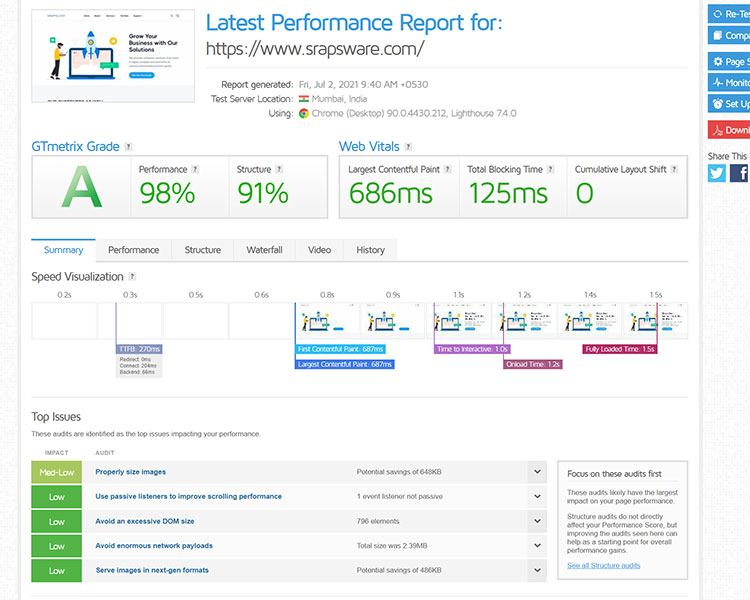 Grow Your
Business with Our
Solutions
Latest Performance Report for:
https://www.srapsware.com/
Report generated: Fri, Jul 2, 2021 9:40 AM +0530
Test Server Location: Mumbai, India
Using: Chrome (Desktop) 90.0.4430.212, Lighthouse 7.4.0
Re-Tes
Compa
Page S
Monito
Set Up
Downl
Share This
GTmetrix Grade ?
Web Vitals ?
A
Performance ?
98%
Structure ?
91%
Largest Contentful Paint ?
686ms
Total Blocking Time ?
125ms
Cumulative Layout Shift ?
0
Summary Performance Structure Waterfall Video History
Speed Visualization ?
0.2s 0.3s 0.5s 0.6s 0.8s 0.9s 1.1s 1.2s 1.4s 1.5s
TTFB: 270ms
Redirect: 0ms
Connect: 204ms
Backend: 66ms
First Contentful Paint: 687ms
Largest Contentful Paint: 687ms
Time to Interactive: 1.0s
Onload Time: 1.2s
Fully Loaded Time: 1.5s
Top Issues
These audits are identified as the top issues impacting your performance.
IMPACT AUDIT
Med-Low Properly size images Potential savings of 648KB
Low Use passive listeners to improve scrolling performance 1 event listener not passive
Low Avoid an excessive DOM size 796 elements
Low Avoid enormous network payloads Total size was 2.39MB
Low Serve images in next-gen formats Potential savings of 486KB
Focus on these audits first
These audits likely have the largest
impact on your page performance.
Structure audits do not directly
affect your Performance Score, but
improving the audits seen here can
help as a starting point for overall
performance gains.
See all Structure audits